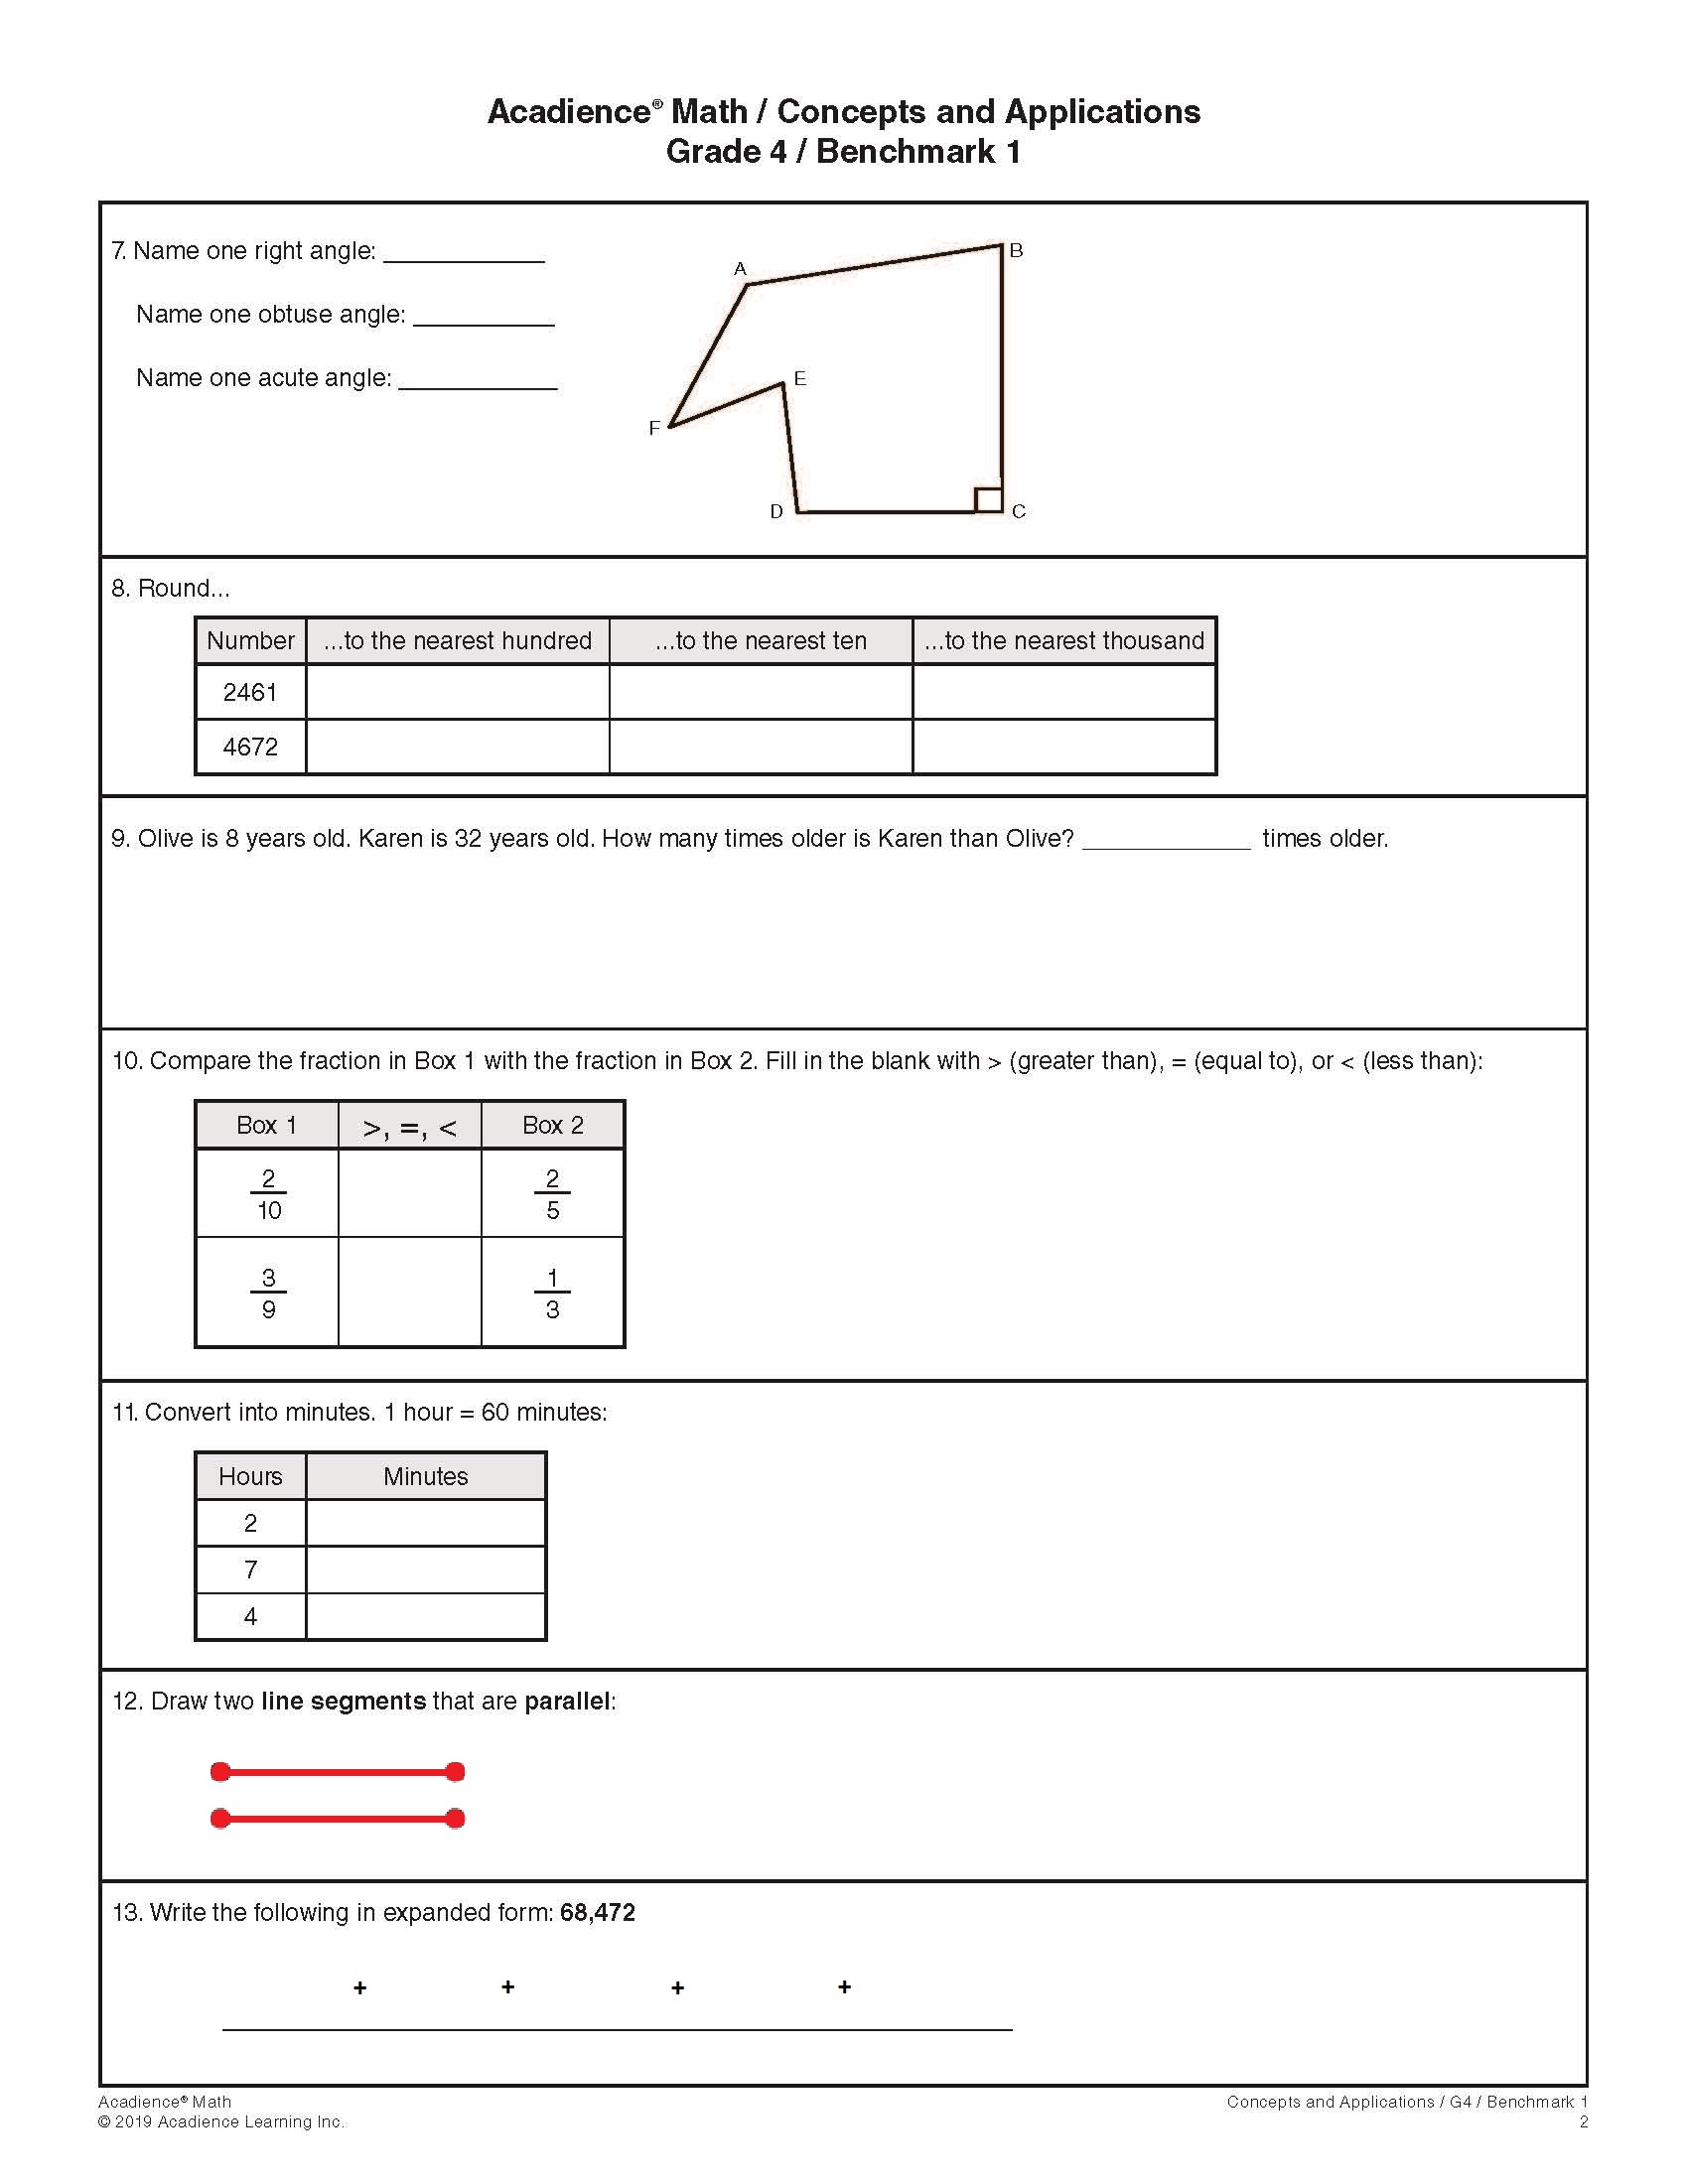 Acadience® Math / Concepts and Applications
Grade 4 / Benchmark 1
7. Name one right angle: ____________
Name one obtuse angle: ___________
Name one acute angle: ____________
A
B
E
F
D
C
8. Round...
Number ...to the nearest hundred ...to the nearest ten ...to the nearest thousand
2461
4672
9. Olive is 8 years old. Karen is 32 years old. How many times older is Karen than Olive? ____________ times older.
10. Compare the fraction in Box 1 with the fraction in Box 2. Fill in the blank with > (greater than), = (equal to), or < (less than):
Box 1 >, =, < Box 2
2/10 2/5
3/9 1/3
11. Convert into minutes. 1 hour = 60 minutes:
Hours Minutes
2
7
4
12. Draw two line segments that are parallel:
13. Write the following in expanded form: 68,472
+ + + +
Acadience® Math
© 2019 Acadience Learning Inc.
Concepts and Applications / G4 / Benchmark 1
2